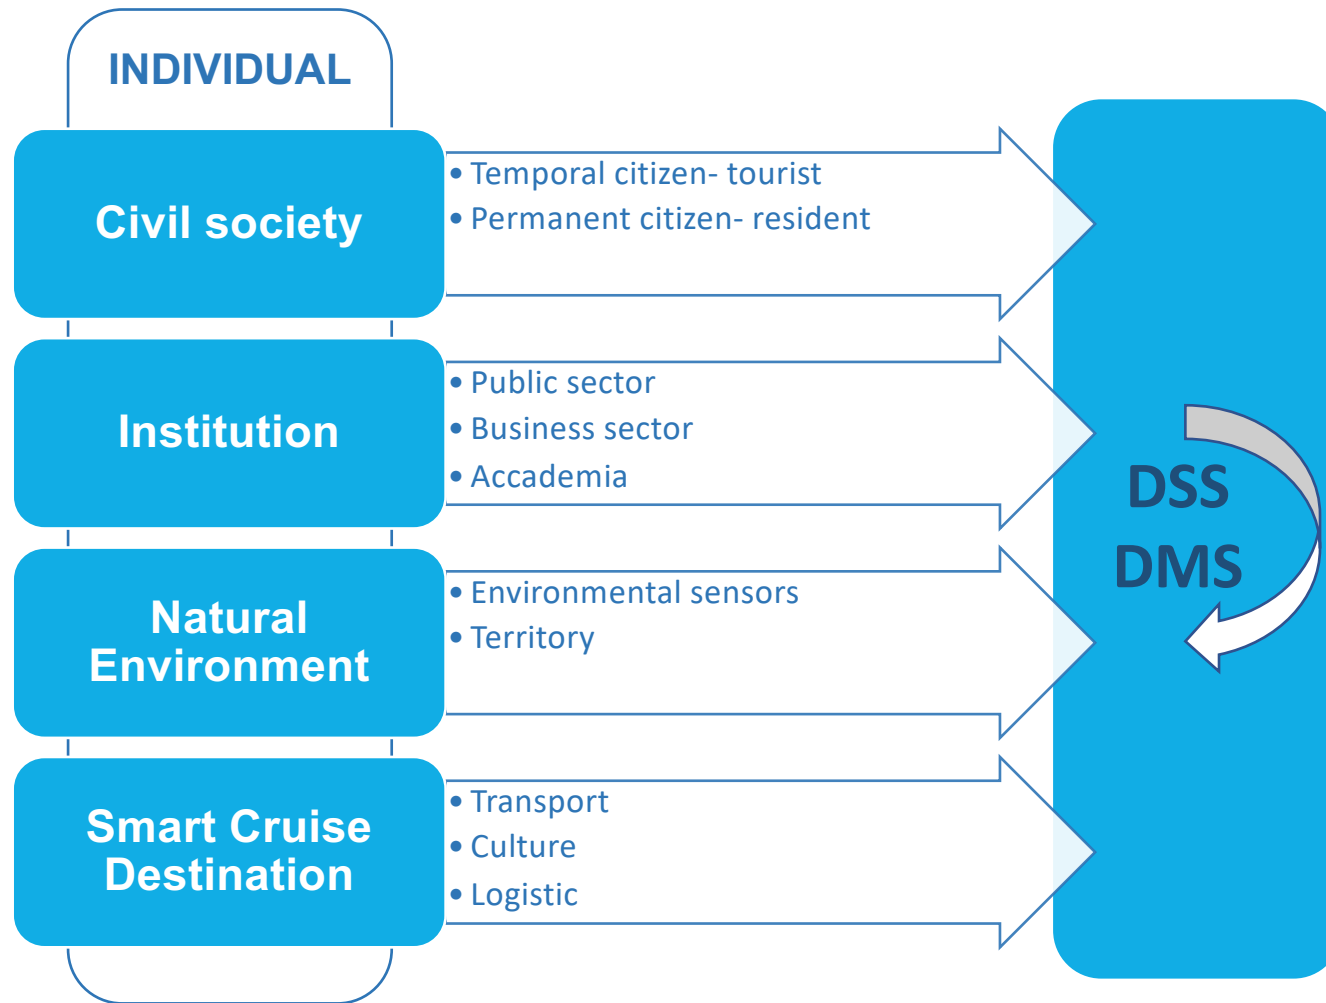 INDIVIDUAL
Civil society
• Temporal citizen- tourist
• Permanent citizen- resident
Institution
• Public sector
• Business sector
• Accademia
Natural
Environment
• Environmental sensors
• Territory
Smart Cruise
Destination
• Transport
• Culture
• Logistic
DSS
DMS